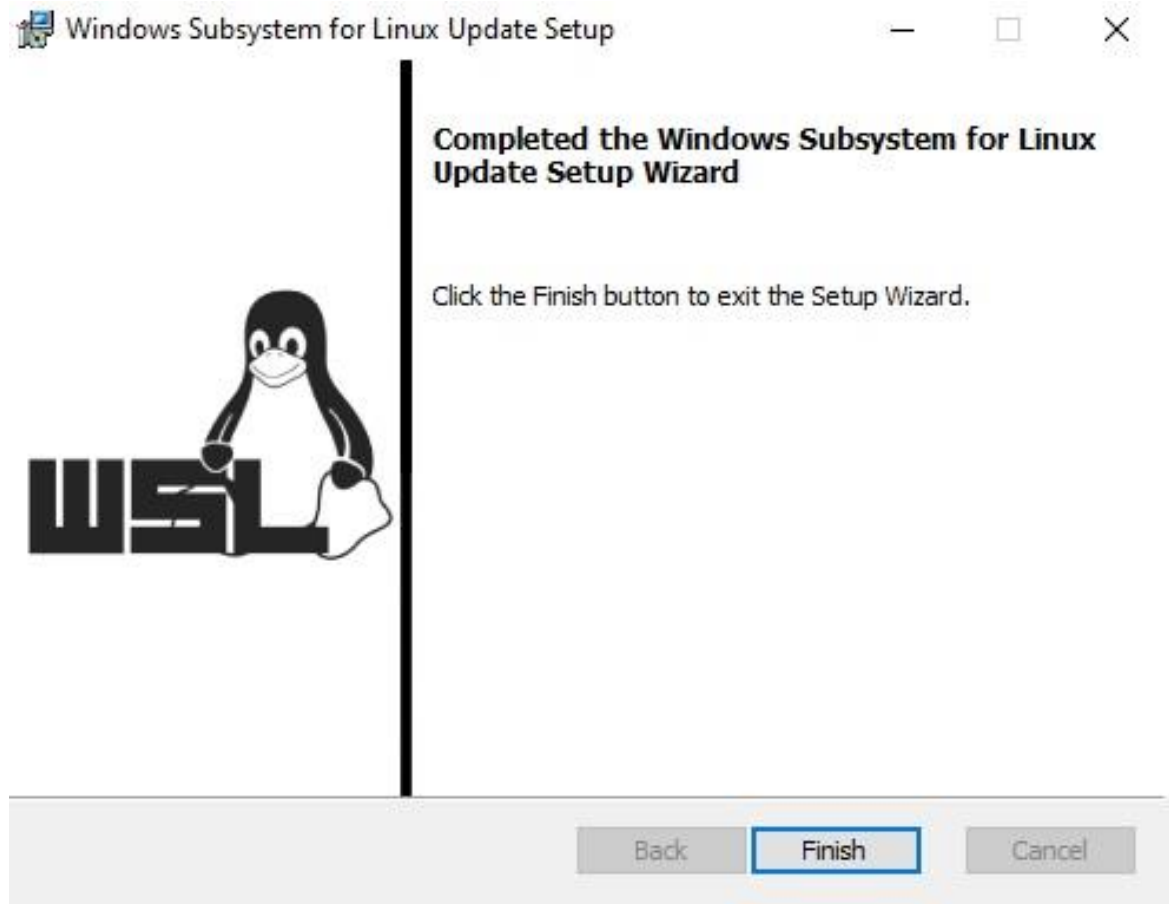 Windows Subsystem for Linux Update Setup
Completed the Windows Subsystem for Linux
Update Setup Wizard
Click the Finish button to exit the Setup Wizard.
WSL
Back
Finish
Cancel